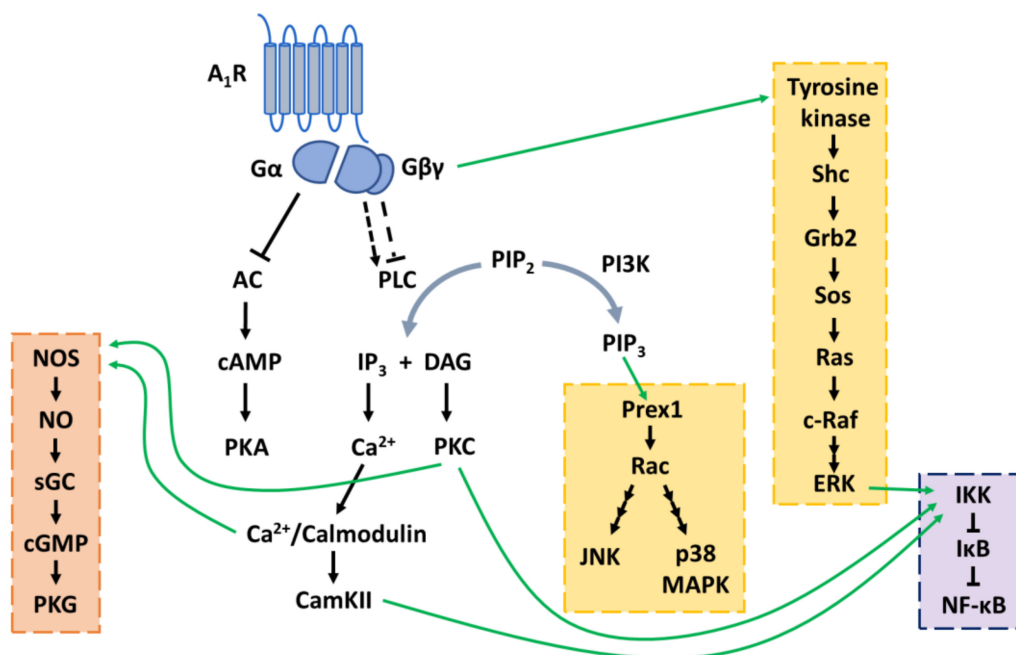 A₁R
Gα
Gβγ
AC
PLC
PIP₂
PI3K
cAMP
IP₃ + DAG
PIP₃
PKA
Ca²⁺
PKC
Ca²⁺/Calmodulin
CamKII
NOS
NO
sGC
cGMP
PKG
Prex1
Rac
JNK
p38
MAPK
Tyrosine
kinase
Shc
Grb2
Sos
Ras
c-Raf
ERK
IKK
IκB
NF-κB